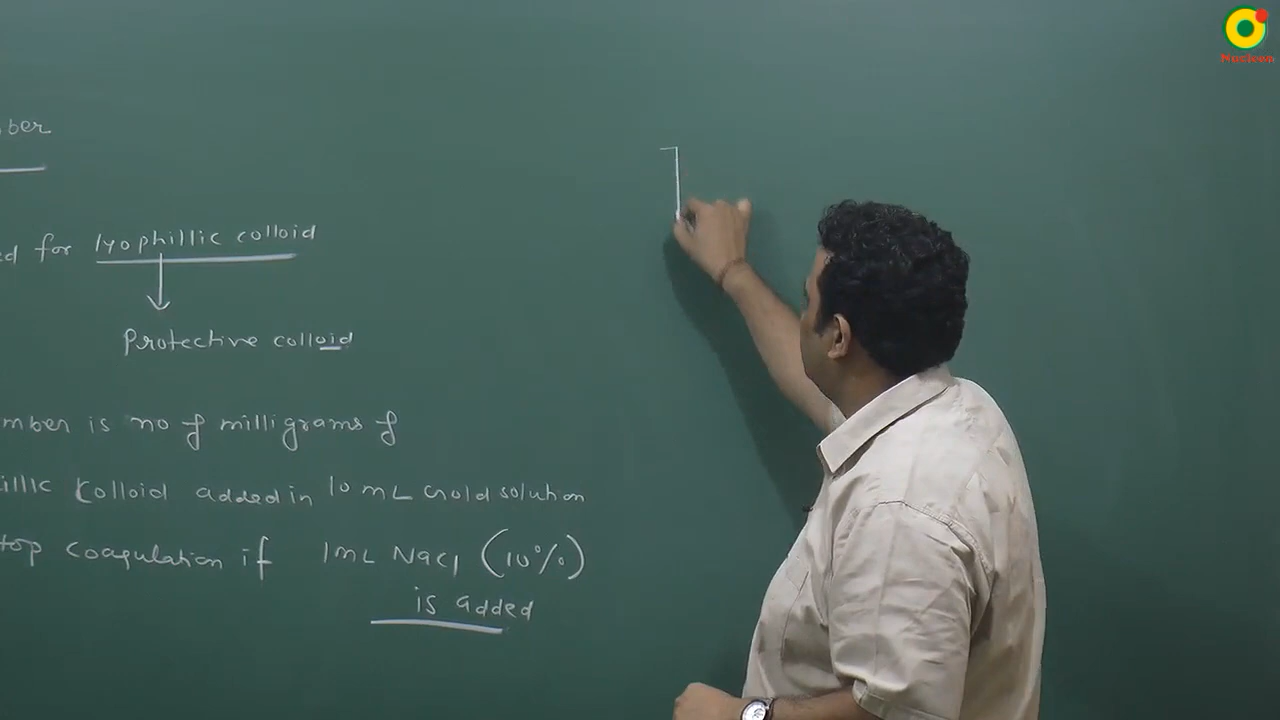 ber
ed for lyophillic colloid
Protective colloid
mber is no of milligrams of
illic Colloid added in 10 mL Gold solution
top coagulation if 1mL NaCl (10%)
is added
Nucleon